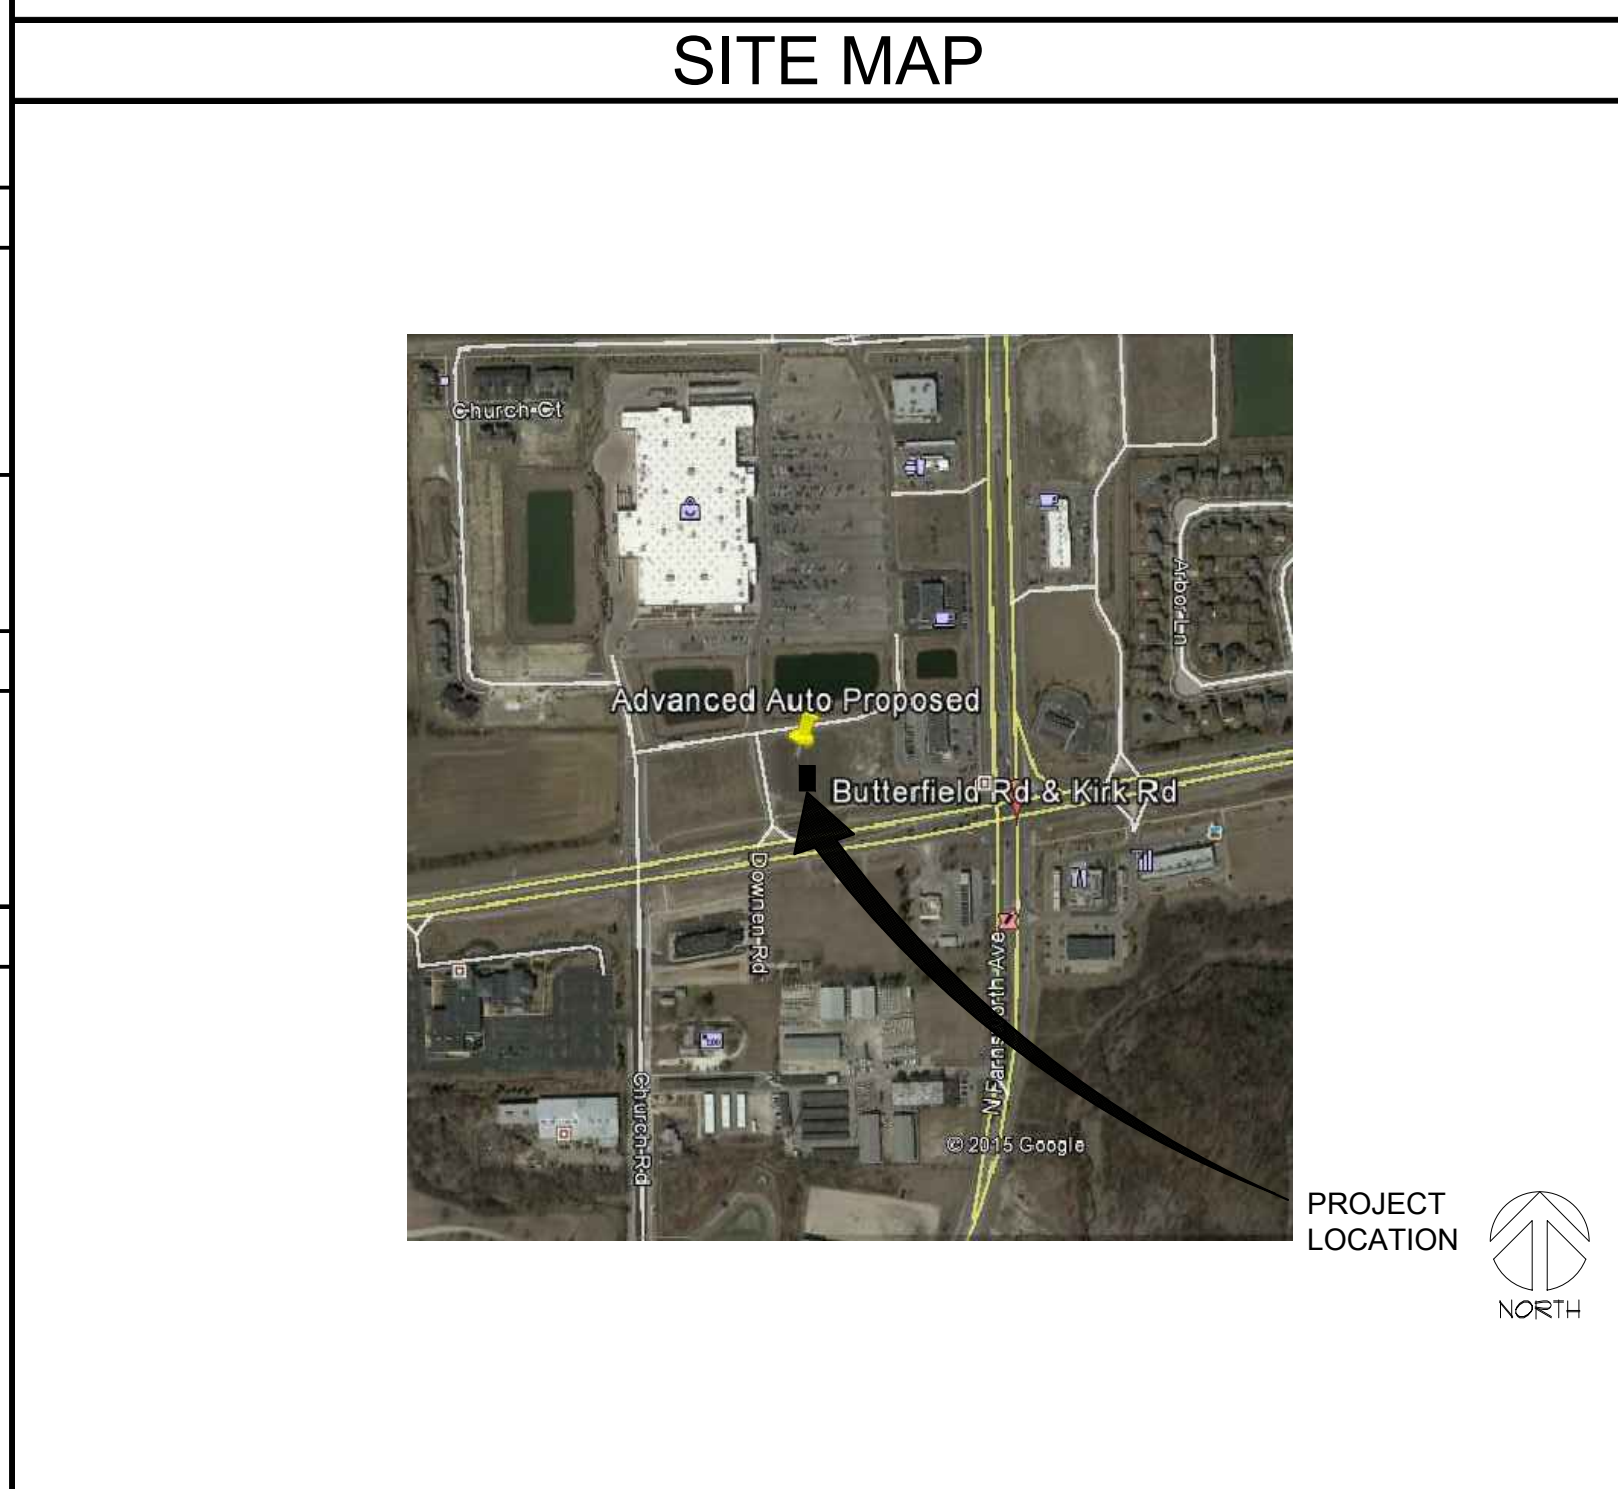 SITE MAP
Church Ct
Arbor Ln
Advanced Auto Proposed
Butterfield Rd & Kirk Rd
Downen Rd
N Farnsworth Ave
Church Rd
© 2015 Google
PROJECT
LOCATION
NORTH